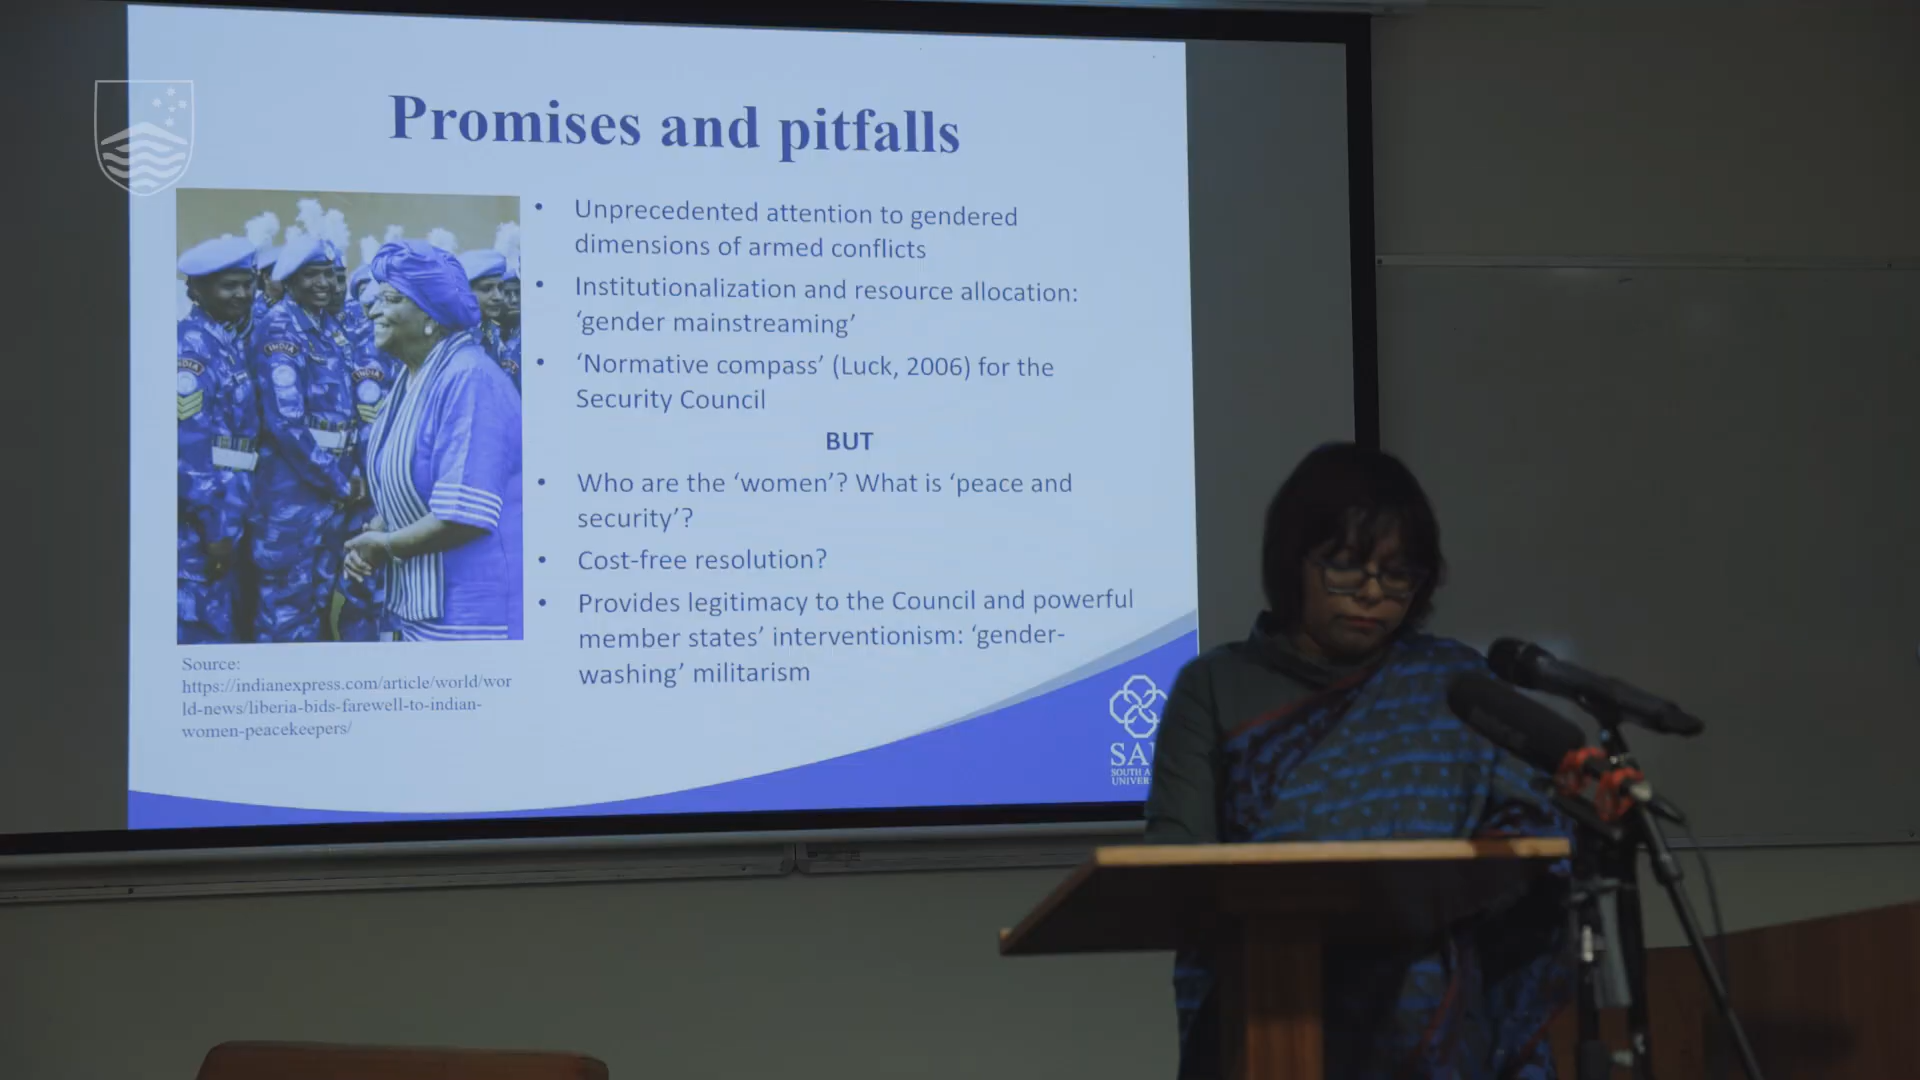 Promises and pitfalls
• Unprecedented attention to gendered
dimensions of armed conflicts
• Institutionalization and resource allocation:
‘gender mainstreaming’
• ‘Normative compass’ (Luck, 2006) for the
Security Council
BUT
• Who are the ‘women’? What is ‘peace and
security’?
• Cost-free resolution?
• Provides legitimacy to the Council and powerful
member states’ interventionism: ‘gender-
washing’ militarism
INDIA
INDIA
INDIA
Source:
https://indianexpress.com/article/world/wor
ld-news/liberia-bids-farewell-to-indian-
women-peacekeepers/
SOUTH